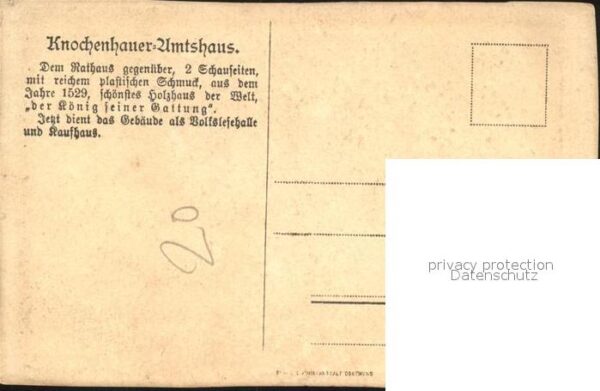 Knochenhauer-Amtshaus.
Dem Rathaus gegenüber, 2 Schauseiten,
mit reichem plastischen Schmuck, aus dem
Jahre 1529, schönstes Holzhaus der Welt,
„der König seiner Gattung".
Jetzt dient das Gebäude als Volkslesehalle
und Kaufhaus.
20
privacy protection
Datenschutz